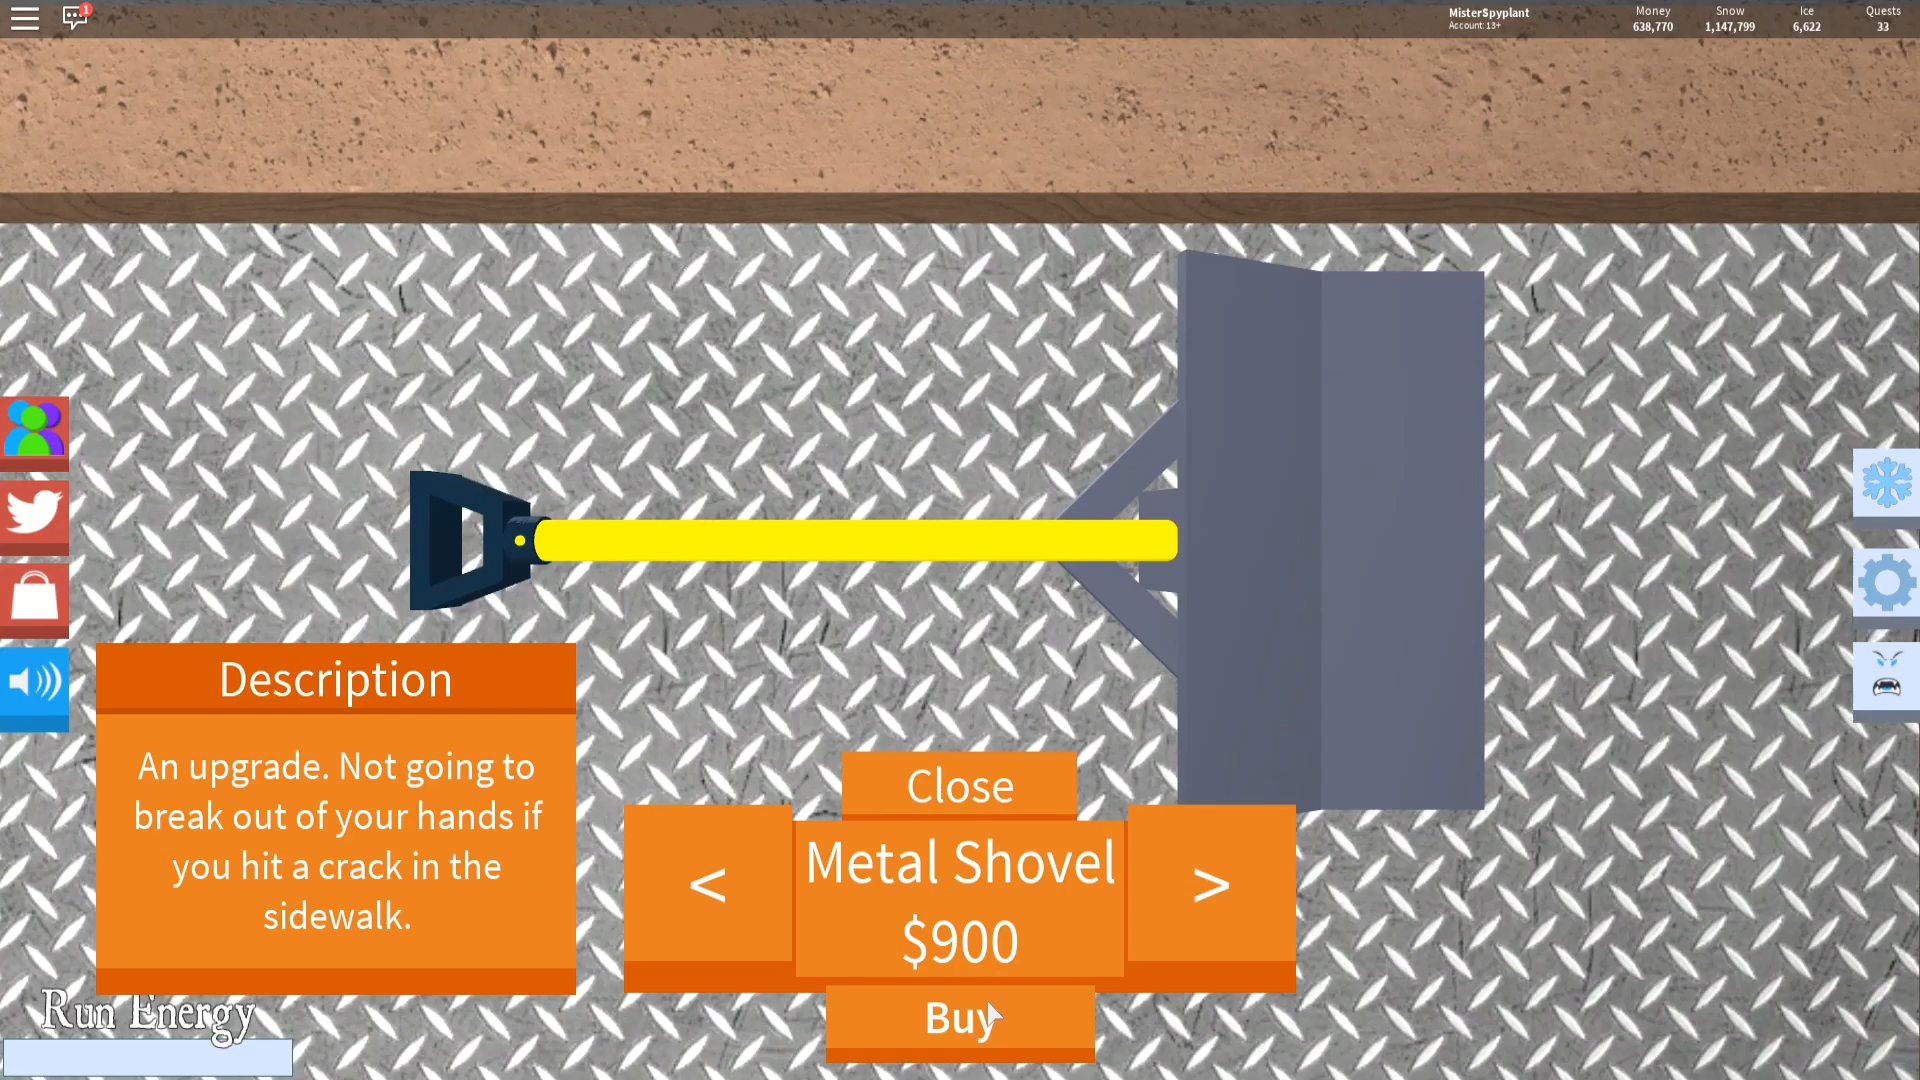 1
MisterSpyplant
Account: 13+
Money
638,770
Snow
1,147,799
Ice
6,622
Quests
33
Description
An upgrade. Not going to
break out of your hands if
you hit a crack in the
sidewalk.
Close
<
Metal Shovel
$900
>
Buy
Run Energy